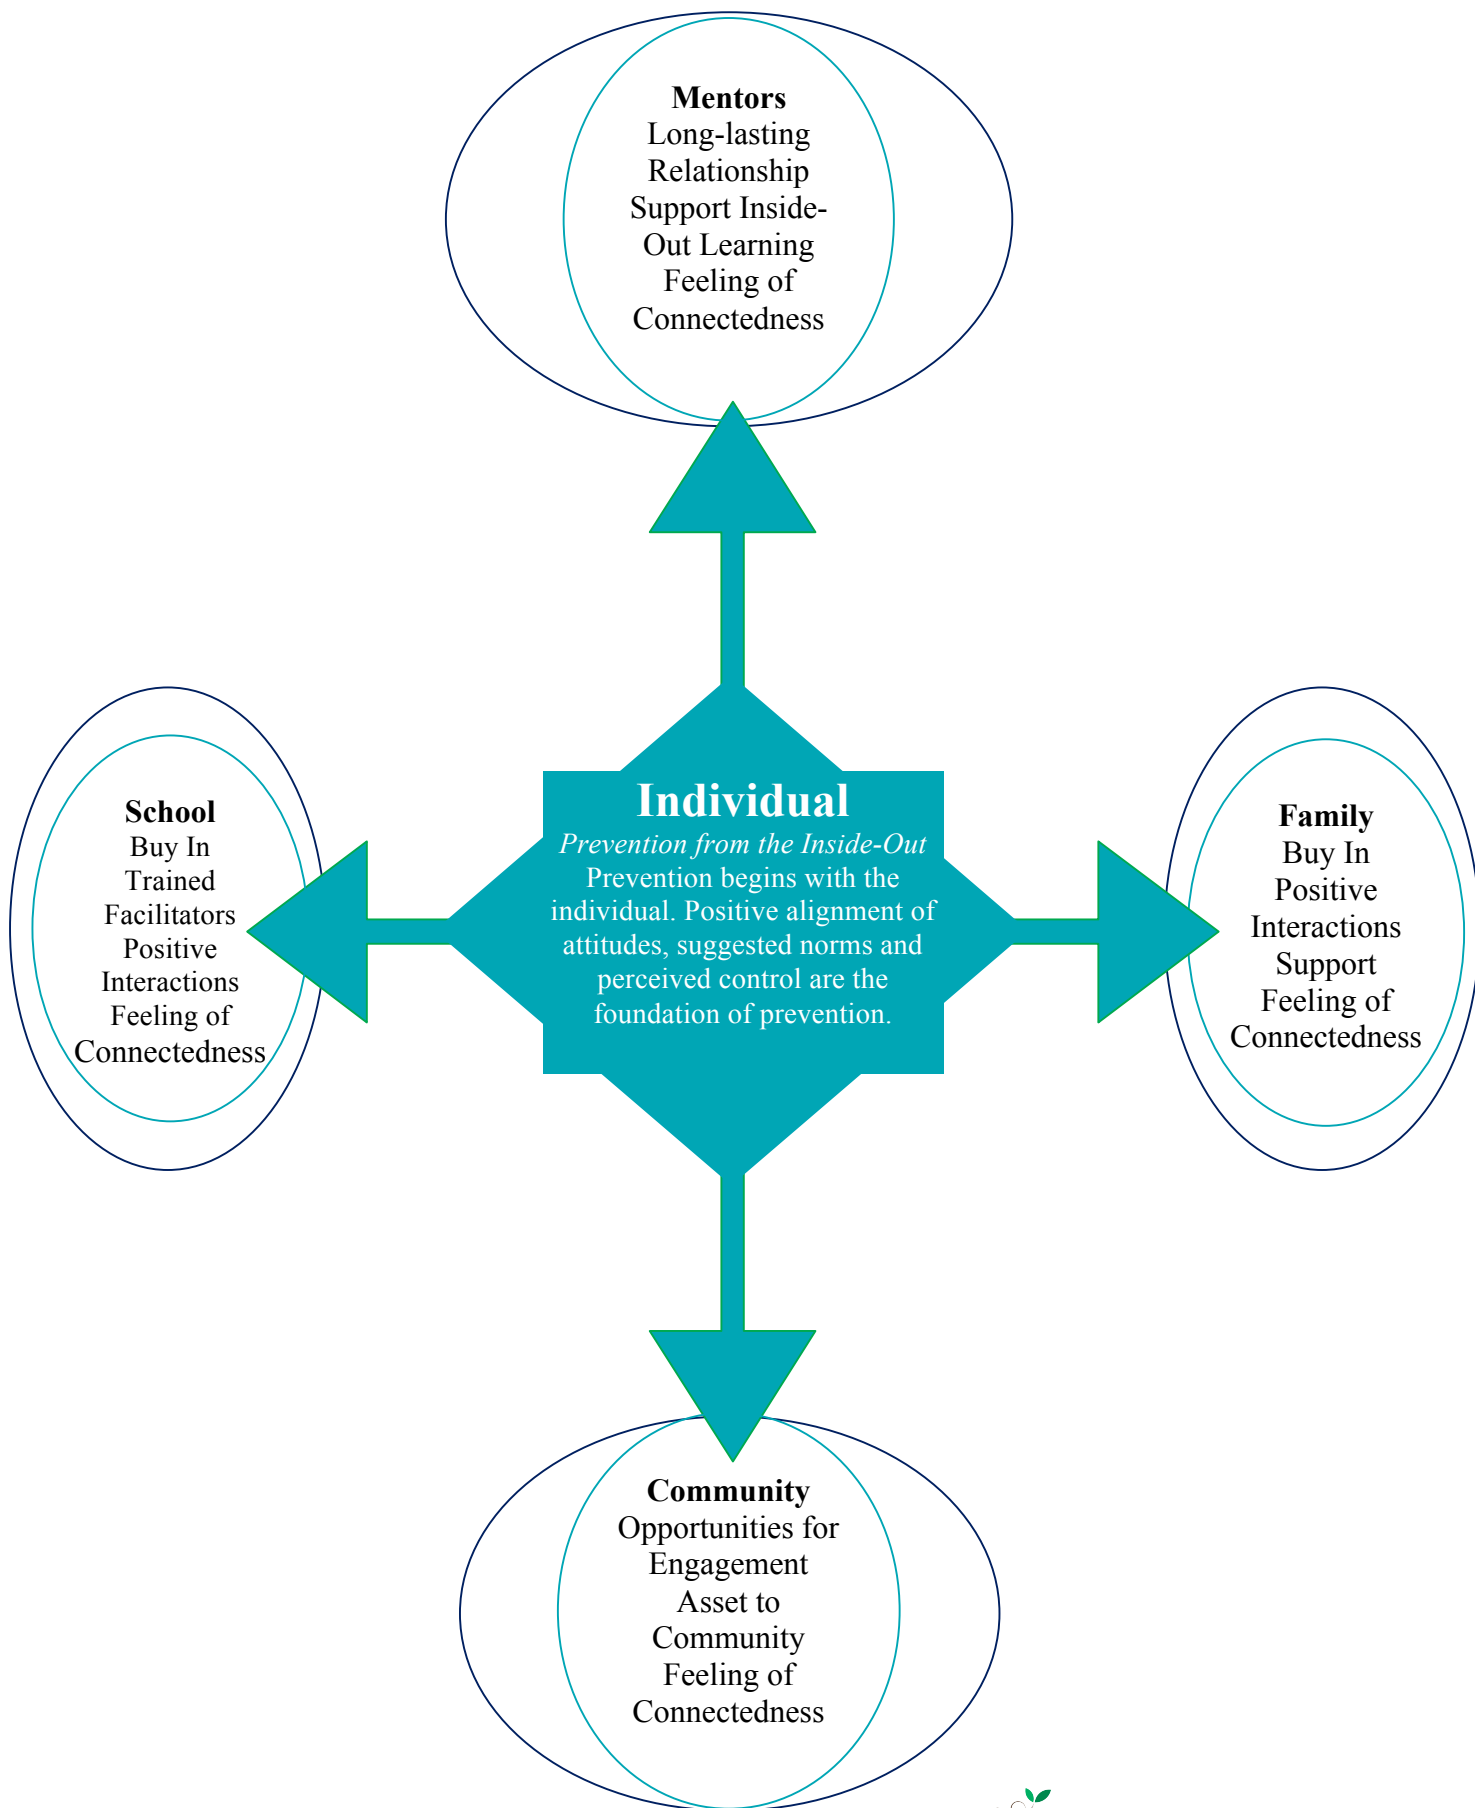 Mentors
Long-lasting
Relationship
Support Inside-
Out Learning
Feeling of
Connectedness
School
Buy In
Trained
Facilitators
Positive
Interactions
Feeling of
Connectedness
Individual
Prevention from the Inside-Out
Prevention begins with the
individual. Positive alignment of
attitudes, suggested norms and
perceived control are the
foundation of prevention.
Family
Buy In
Positive
Interactions
Support
Feeling of
Connectedness
Community
Opportunities for
Engagement
Asset to
Community
Feeling of
Connectedness